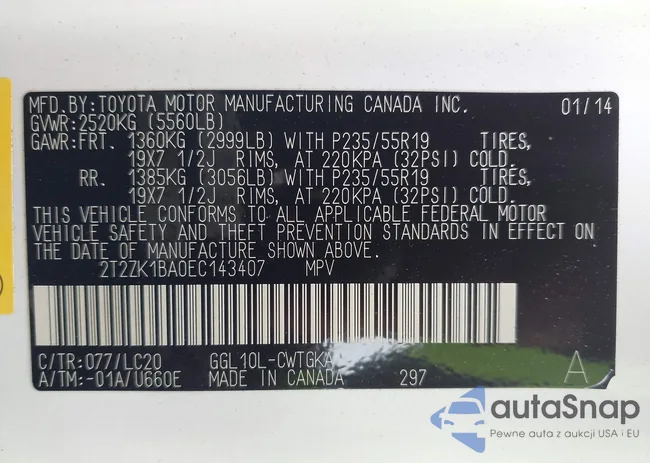 MFD.BY:TOYOTA MOTOR MANUFACTURING CANADA INC. 01/14
GVWR:2520KG (5560LB)
GAWR:FRT. 1360KG (2999LB) WITH P235/55R19 TIRES,
19X7 1/2J RIMS, AT 220KPA (32PSI) COLD.
RR. 1385KG (3056LB) WITH P235/55R19 TIRES,
19X7 1/2J RIMS, AT 220KPA (32PSI) COLD.
THIS VEHICLE CONFORMS TO ALL APPLICABLE FEDERAL MOTOR
VEHICLE SAFETY AND THEFT PREVENTION STANDARDS IN EFFECT ON
THE DATE OF MANUFACTURE SHOWN ABOVE.
2T2ZK1BA0EC143407 MPV
C/TR:077/LC20 GGL10L-CWTGKA
A/TM:-01A/U660E MADE IN CANADA 297 A
autaSnap
Pewne auta z aukcji USA i EU